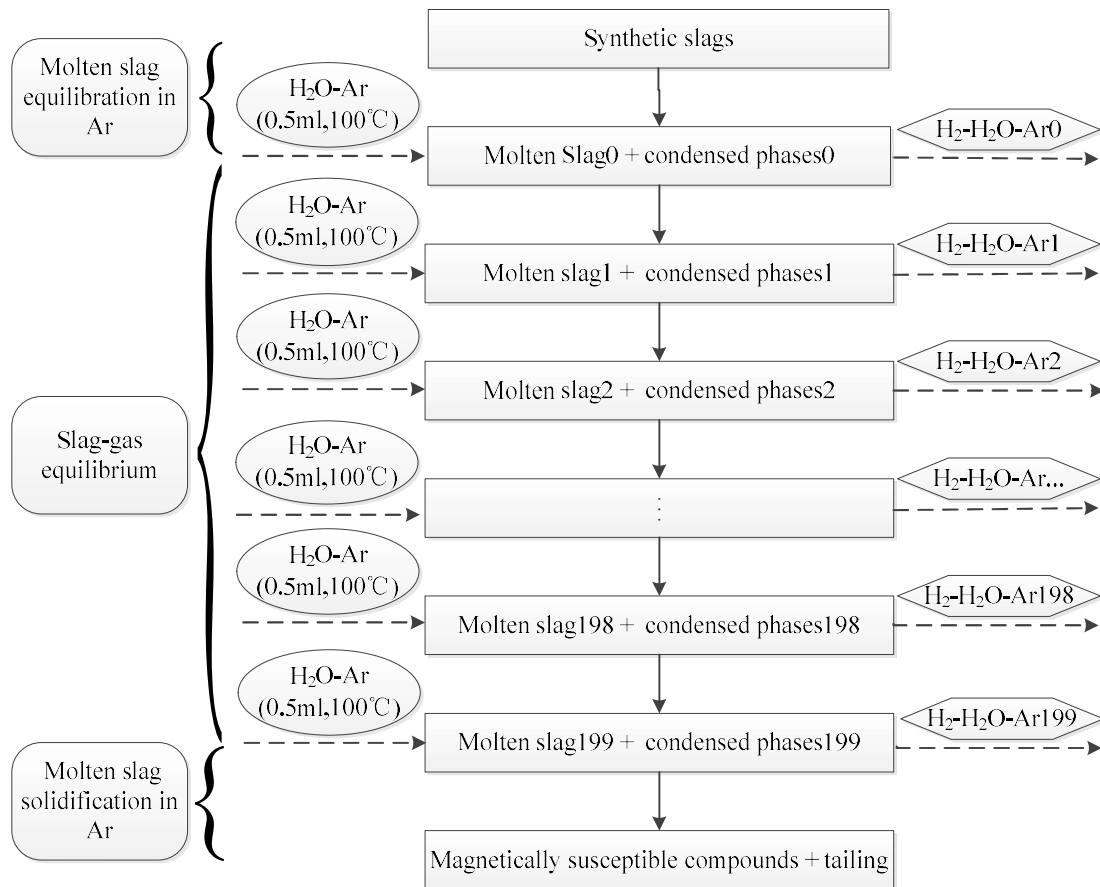 Synthetic slags
Molten slag
equilibration in
Ar
H₂O-Ar
(0.5ml,100℃)
H₂-H₂O-Ar0
Molten Slag0 + condensed phases0
H₂O-Ar
(0.5ml,100℃)
H₂-H₂O-Ar1
Molten slag1 + condensed phases1
H₂O-Ar
(0.5ml,100℃)
H₂-H₂O-Ar2
Molten slag2 + condensed phases2
Slag-gas
equilibrium
H₂O-Ar
(0.5ml,100℃)
H₂-H₂O-Ar...
⋮
H₂O-Ar
(0.5ml,100℃)
H₂-H₂O-Ar198
Molten slag198 + condensed phases198
H₂O-Ar
(0.5ml,100℃)
H₂-H₂O-Ar199
Molten slag199 + condensed phases199
Molten slag
solidification in
Ar
Magnetically susceptible compounds + tailing